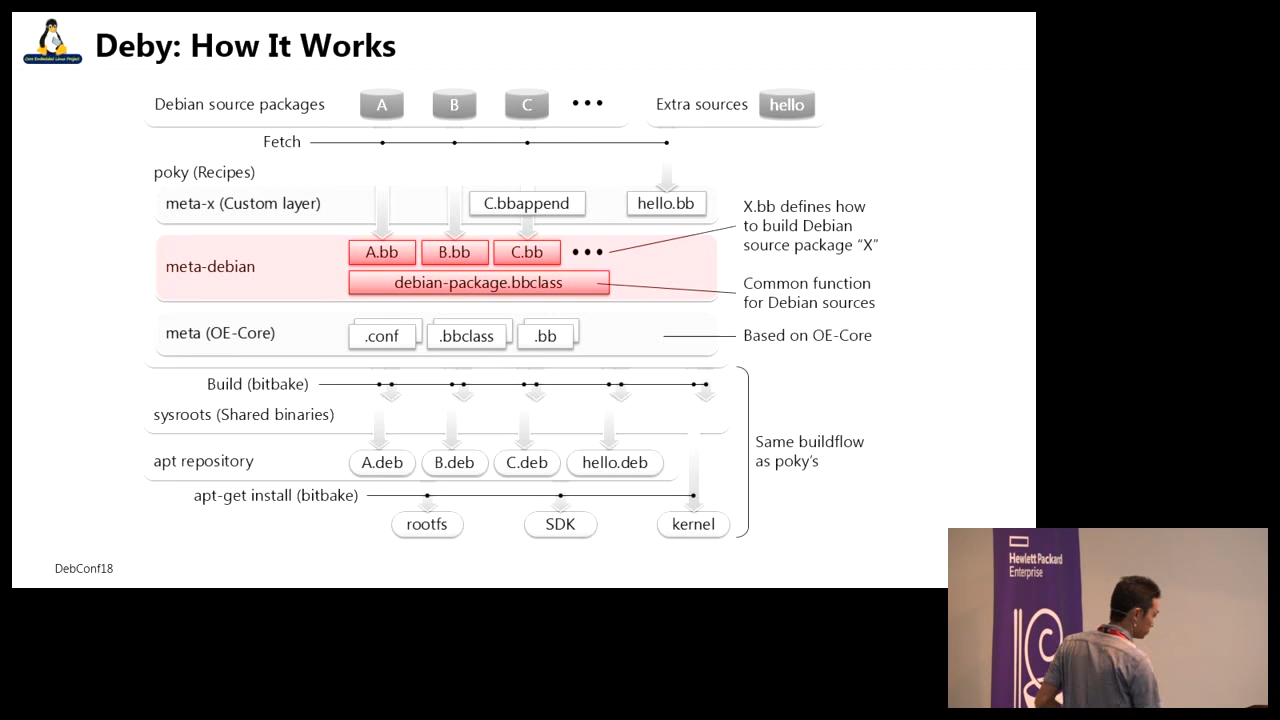 Deby: How It Works
Debian source packages A B C ••• Extra sources hello
Fetch
poky (Recipes)
meta-x (Custom layer) C.bbappend hello.bb
X.bb defines how
to build Debian
source package “X”
meta-debian A.bb B.bb C.bb •••
debian-package.bbclass
Common function
for Debian sources
meta (OE-Core) .conf .bbclass .bb Based on OE-Core
Build (bitbake)
sysroots (Shared binaries)
apt repository A.deb B.deb C.deb hello.deb
Same buildflow
as poky’s
apt-get install (bitbake)
rootfs SDK kernel
DebConf18
Hewlett Packard
Enterprise